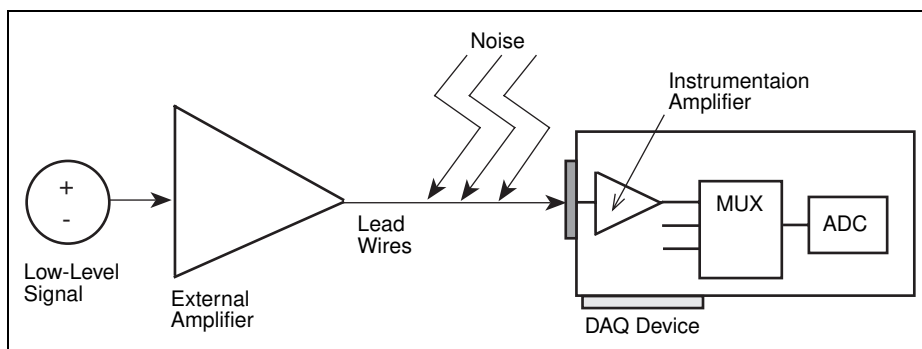 Noise
Instrumentaion
Amplifier
+
-
MUX
ADC
Lead
Wires
Low-Level
Signal
External
Amplifier
DAQ Device